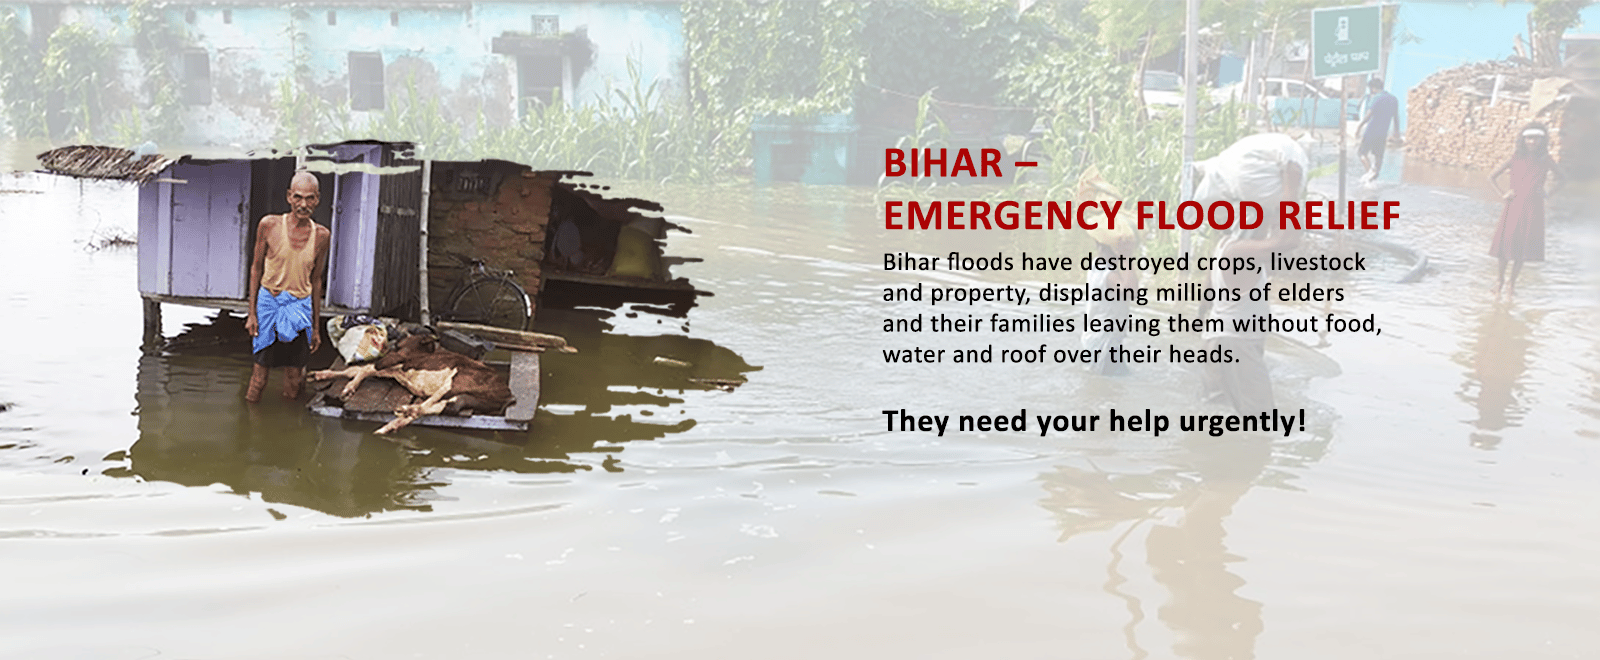 पेट्रोल पम्प
BIHAR –
EMERGENCY FLOOD RELIEF
Bihar floods have destroyed crops, livestock
and property, displacing millions of elders
and their families leaving them without food,
water and roof over their heads.
They need your help urgently!